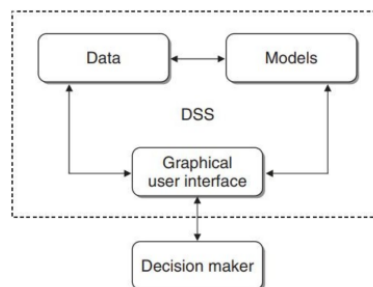 Data
Models
DSS
Graphical
user interface
Decision maker